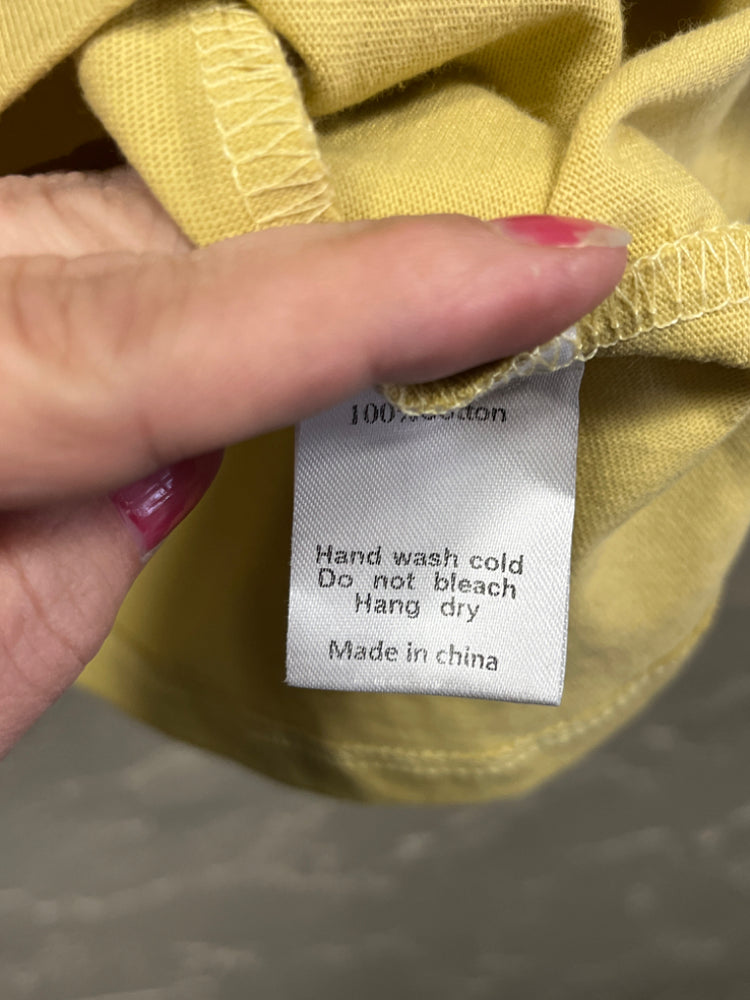 100% Cotton
Hand wash cold
Do not bleach
Hang dry
Made in china